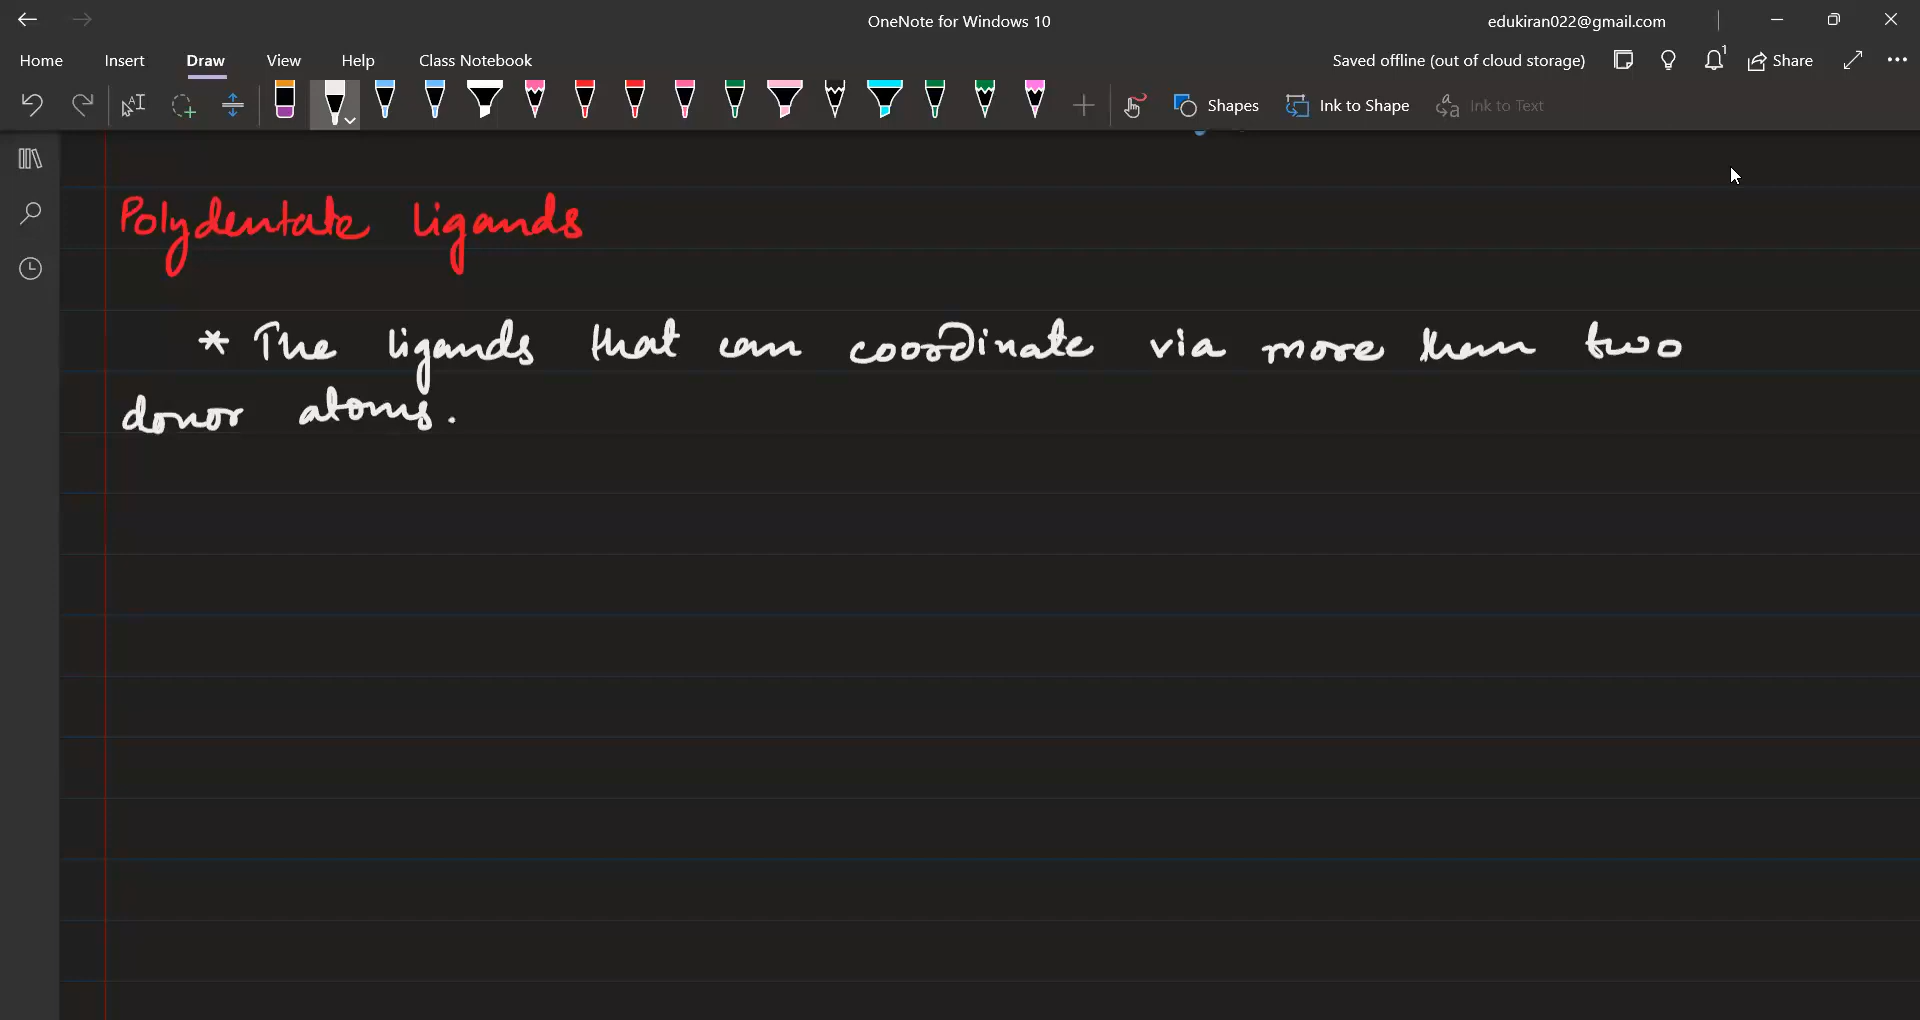 OneNote for Windows 10
edukiran022@gmail.com
Home Insert Draw View Help Class Notebook
Saved offline (out of cloud storage)
1
Share
Shapes
Ink to Shape
Ink to Text
Polydentate ligands
* The ligands that can coordinate via more than two
donor atoms.